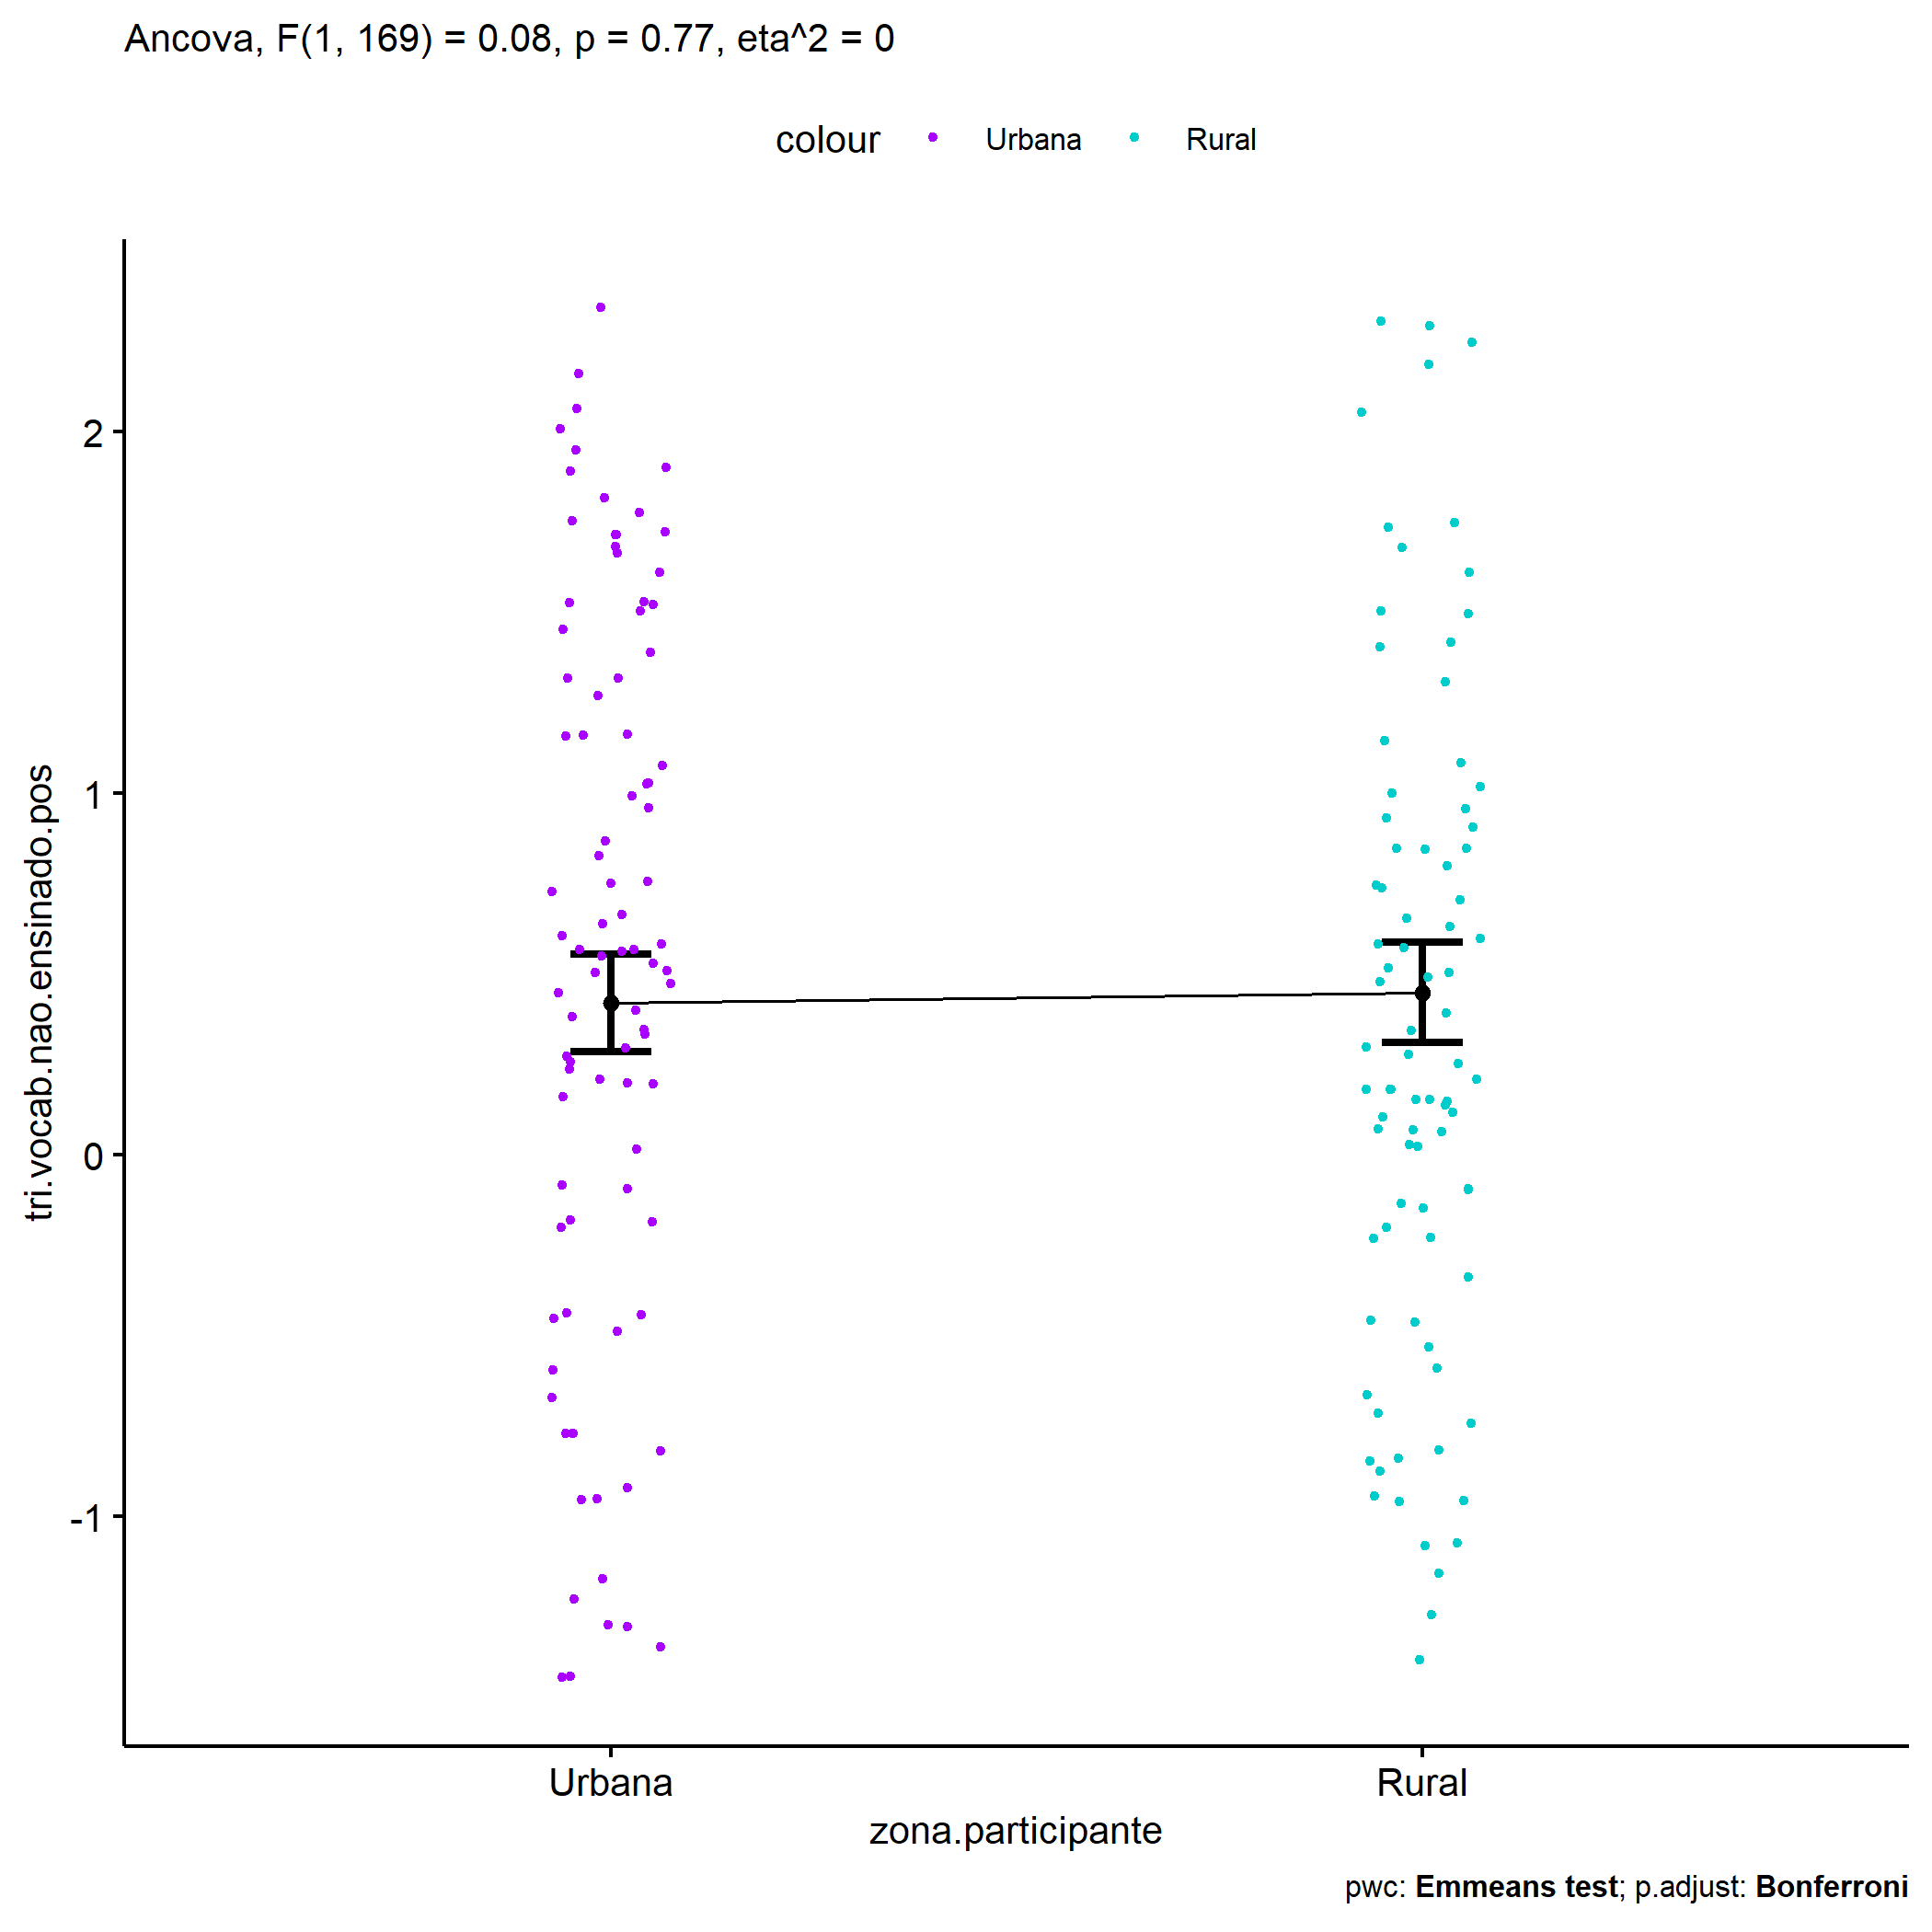 Ancova, F(1, 169) = 0.08, p = 0.77, eta^2 = 0
colour Urbana Rural
tri.vocab.nao.ensinado.pos
2
1
0
-1
Urbana Rural
zona.participante
pwc: Emmeans test; p.adjust: Bonferroni